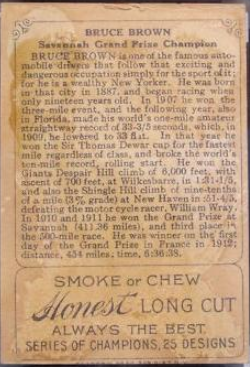 BRUCE BROWN
Savannah Grand Prize Champion
BRUCE BROWN is one of the famous auto-
mobile drivers that follow that exciting and
dangerous occupation simply for the sport of it;
for he is a wealthy New Yorker. He was born
in that city in 1887, and began racing when
only nineteen years old. In 1907 he won the
three-mile event, and the following year, also
in Florida, made his world's one-mile amateur
straightway record of 33-3/5 seconds, which, in
1909, he lowered to 33 flat. In that year he
won the Sir Thomas Dewar cup for the fastest
mile regardless of class, and broke the world's
ten-mile record, rolling start. He won the
Giants Despair Hill climb of 6,000 feet, with
ascent of 700 feet, at Wilkesbarre, in 1:31-1/5,
and also the Shingle Hill climb of nine-tenths
of a mile (3% grade) at New Haven in 51-4/5,
defeating the motor cycle racer, William Wray.
In 1910 and 1911 he won the Grand Prize at
Savannah (411.36 miles), and third place in
the 500-mile race. He was winner on the first
day of the Grand Prize in France in 1912;
distance, 454 miles; time, 6:36:38.
SMOKE or CHEW
Honest LONG CUT
ALWAYS THE BEST
SERIES OF CHAMPIONS, 25 DESIGNS